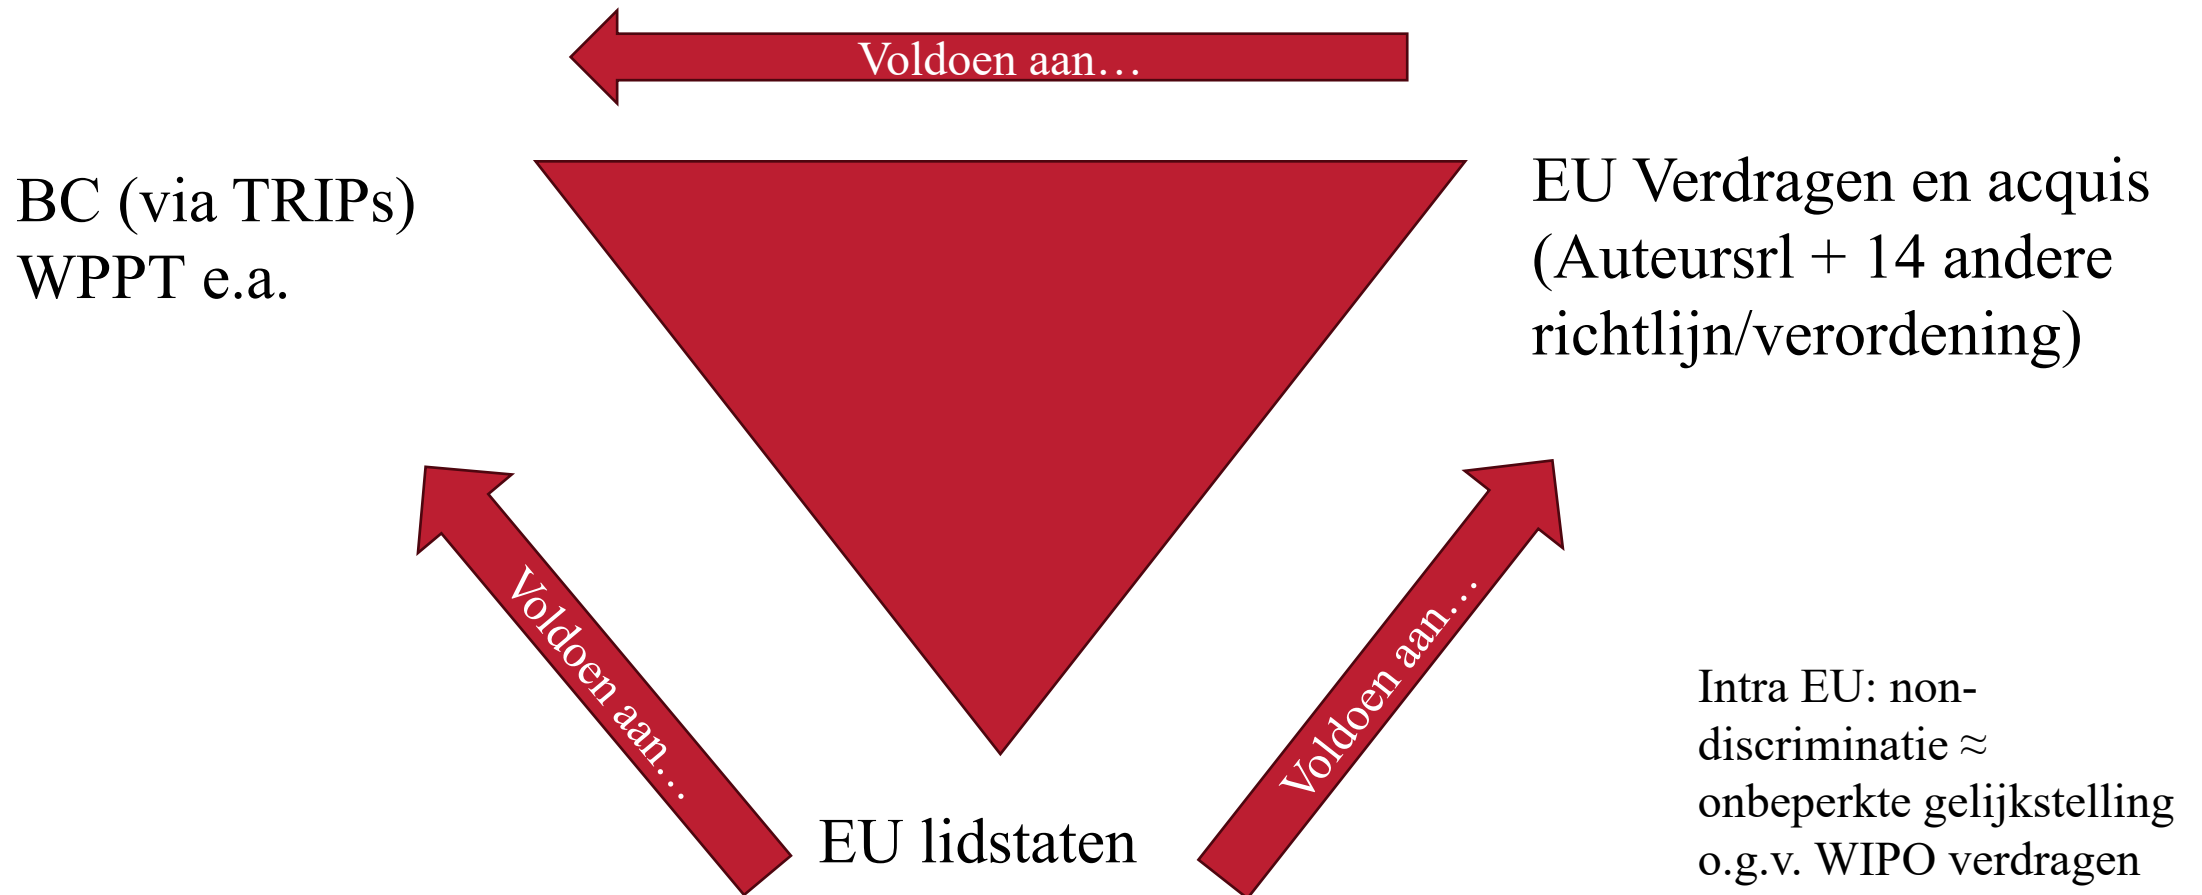 Voldoen aan…
BC (via TRIPs)
WPPT e.a.
EU Verdragen en acquis
(Auteursrl + 14 andere
richtlijn/verordening)
Voldoen aan…
Voldoen aan…
EU lidstaten
Intra EU: non-
discriminatie ≈
onbeperkte gelijkstelling
o.g.v. WIPO verdragen